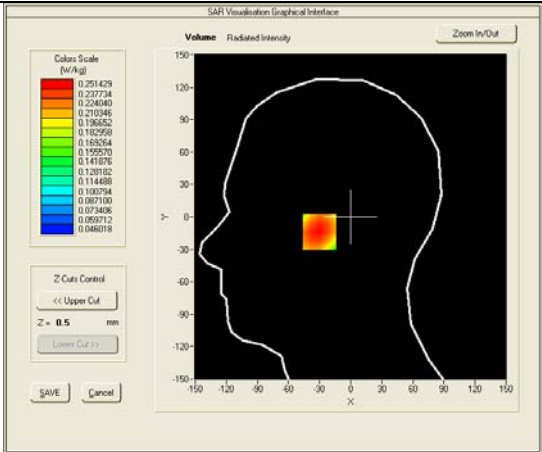 SAR Visualisation Graphical Interface
Volume Radiated Intensity
Zoom In/Out
Colors Scale
(W/kg)
0.251429
0.237734
0.224040
0.210346
0.196652
0.182958
0.169264
0.155570
0.141876
0.128182
0.114488
0.100794
0.087100
0.073406
0.059712
0.046018
Z-Cuts Control
<< Upper Cut
Z = 0.5 mm
Lower Cut >>
SAVE Cancel
150-
120-
90-
60-
30-
0-
-30-
-60-
-90-
-120-
-150-
Y
-150 -120 -90 -60 -30 0 30 60 90 120 150
X